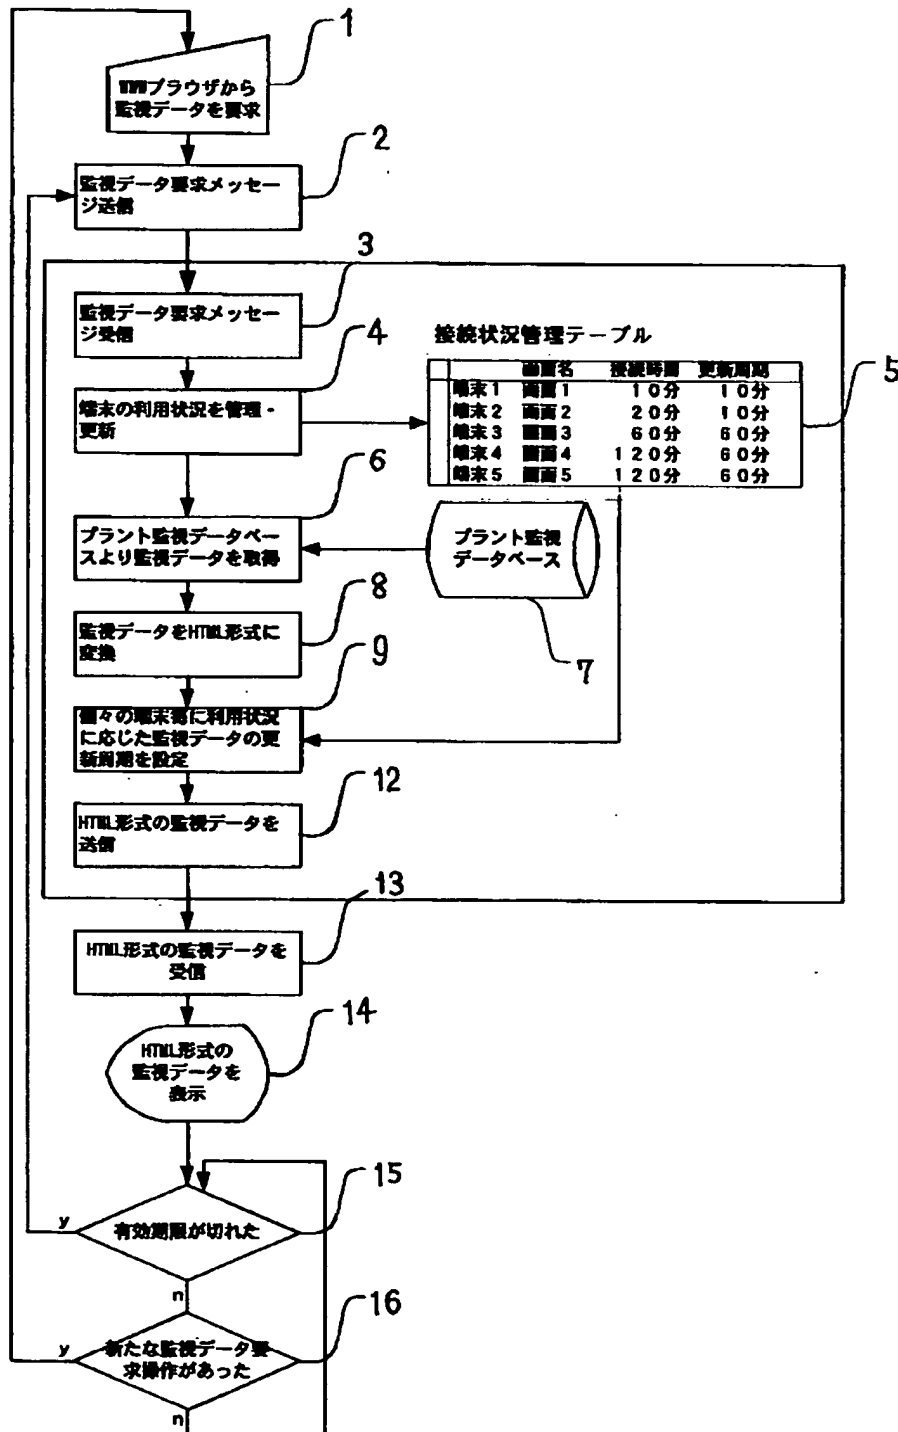 1
WWWブラウザから
監視データを要求
2
監視データ要求メッセー
ジ送信
3
監視データ要求メッセー
ジ受信
4
端末の利用状況を管理・
更新
接続状況管理テーブル
画面名 接続時間 更新周期
端末1 画面1 10分 10分
端末2 画面2 20分 10分
端末3 画面3 60分 60分
端末4 画面4 120分 60分
端末5 画面5 120分 60分
5
6
プラント監視データベー
スより監視データを取得
プラント監視
データベース
7
8
監視データをHTML形式に
変換
9
個々の端末毎に利用状況
に応じた監視データの更
新周期を設定
12
HTML形式の監視データを
送信
13
HTML形式の監視データを
受信
14
HTML形式の
監視データを
表示
15
y
有効期限が切れた
n
16
y
新たな監視データ要
求操作があった
n